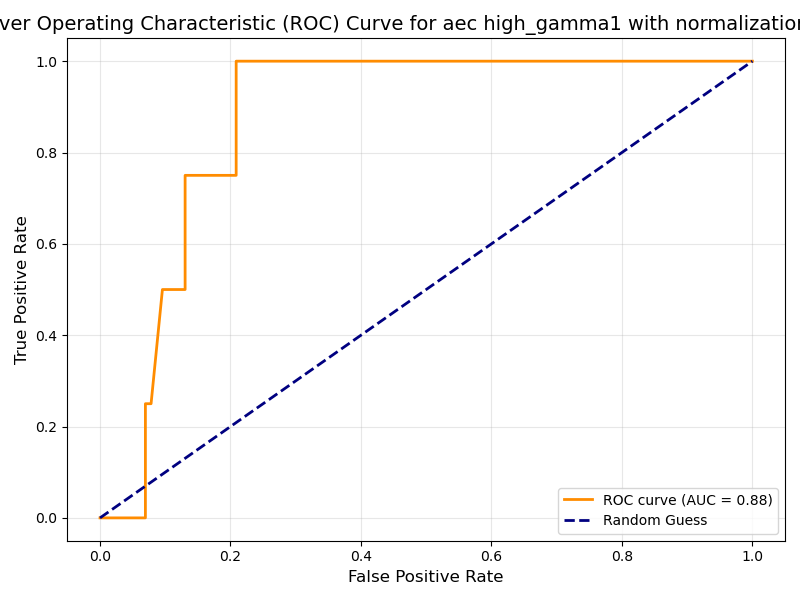 ver Operating Characteristic (ROC) Curve for aec high_gamma1 with normalization
1.0
0.8
0.6
0.4
0.2
0.0
True Positive Rate
0.0 0.2 0.4 0.6 0.8 1.0
False Positive Rate
ROC curve (AUC = 0.88)
Random Guess